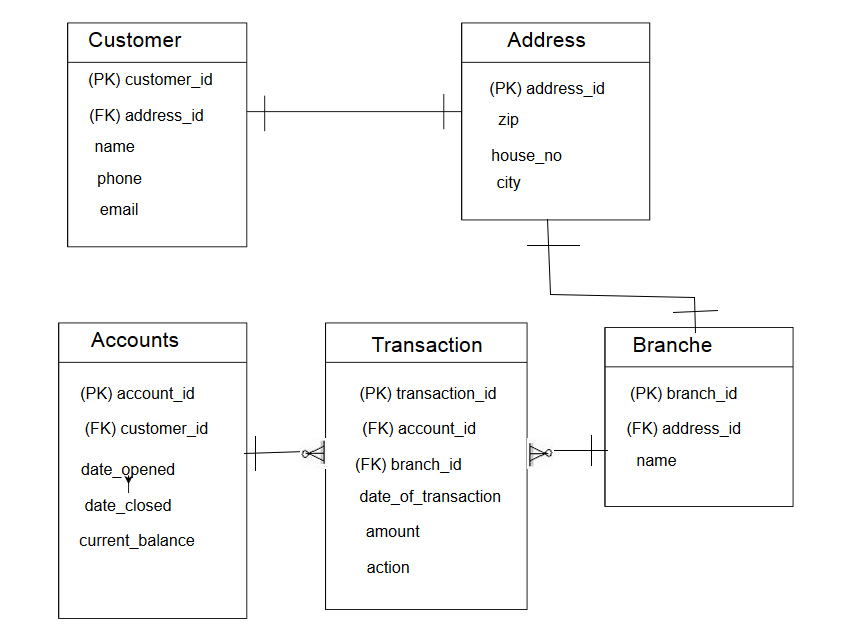 Customer
(PK) customer_id
(FK) address_id
name
phone
email
Address
(PK) address_id
zip
house_no
city
Accounts
(PK) account_id
(FK) customer_id
date_opened
date_closed
current_balance
Transaction
(PK) transaction_id
(FK) account_id
(FK) branch_id
date_of_transaction
amount
action
Branche
(PK) branch_id
(FK) address_id
name